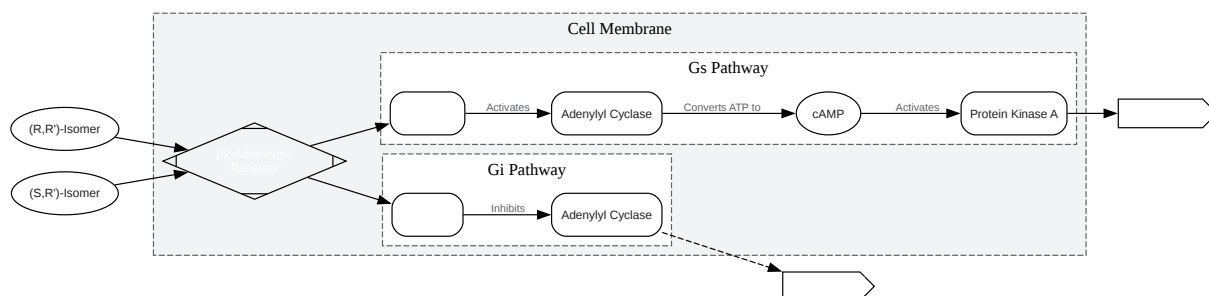 Cell Membrane
Gs Pathway
Activates
Adenylyl Cyclase
Converts ATP to
cAMP
Activates
Protein Kinase A
(R,R')-Isomer
β2-Adrenergic
Receptor
(S,R')-Isomer
Gi Pathway
Inhibits
Adenylyl Cyclase